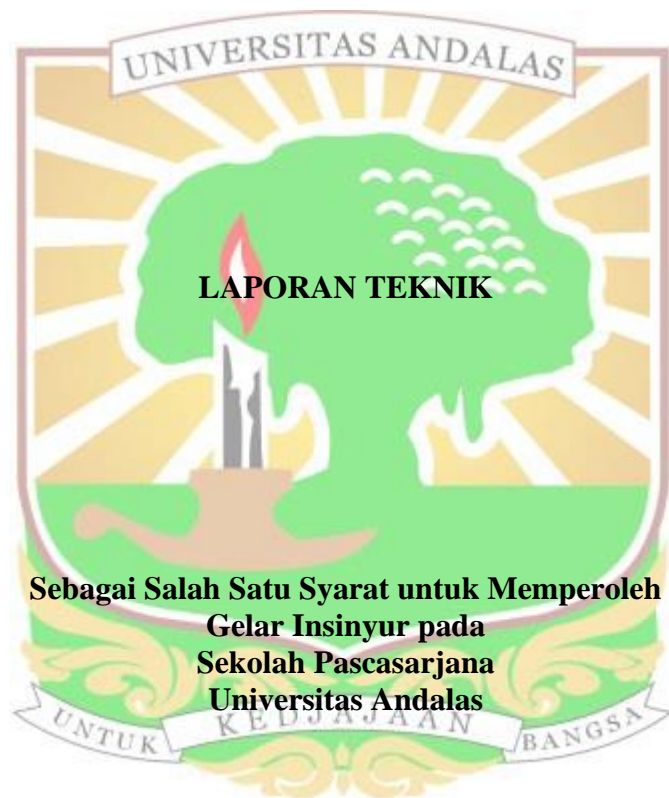 UNIVERSITAS ANDALAS
LAPORAN TEKNIK
Sebagai Salah Satu Syarat untuk Memperoleh
Gelar Insinyur pada
Sekolah Pascasarjana
Universitas Andalas
UNTUK KEDJAJAAN BANGSA